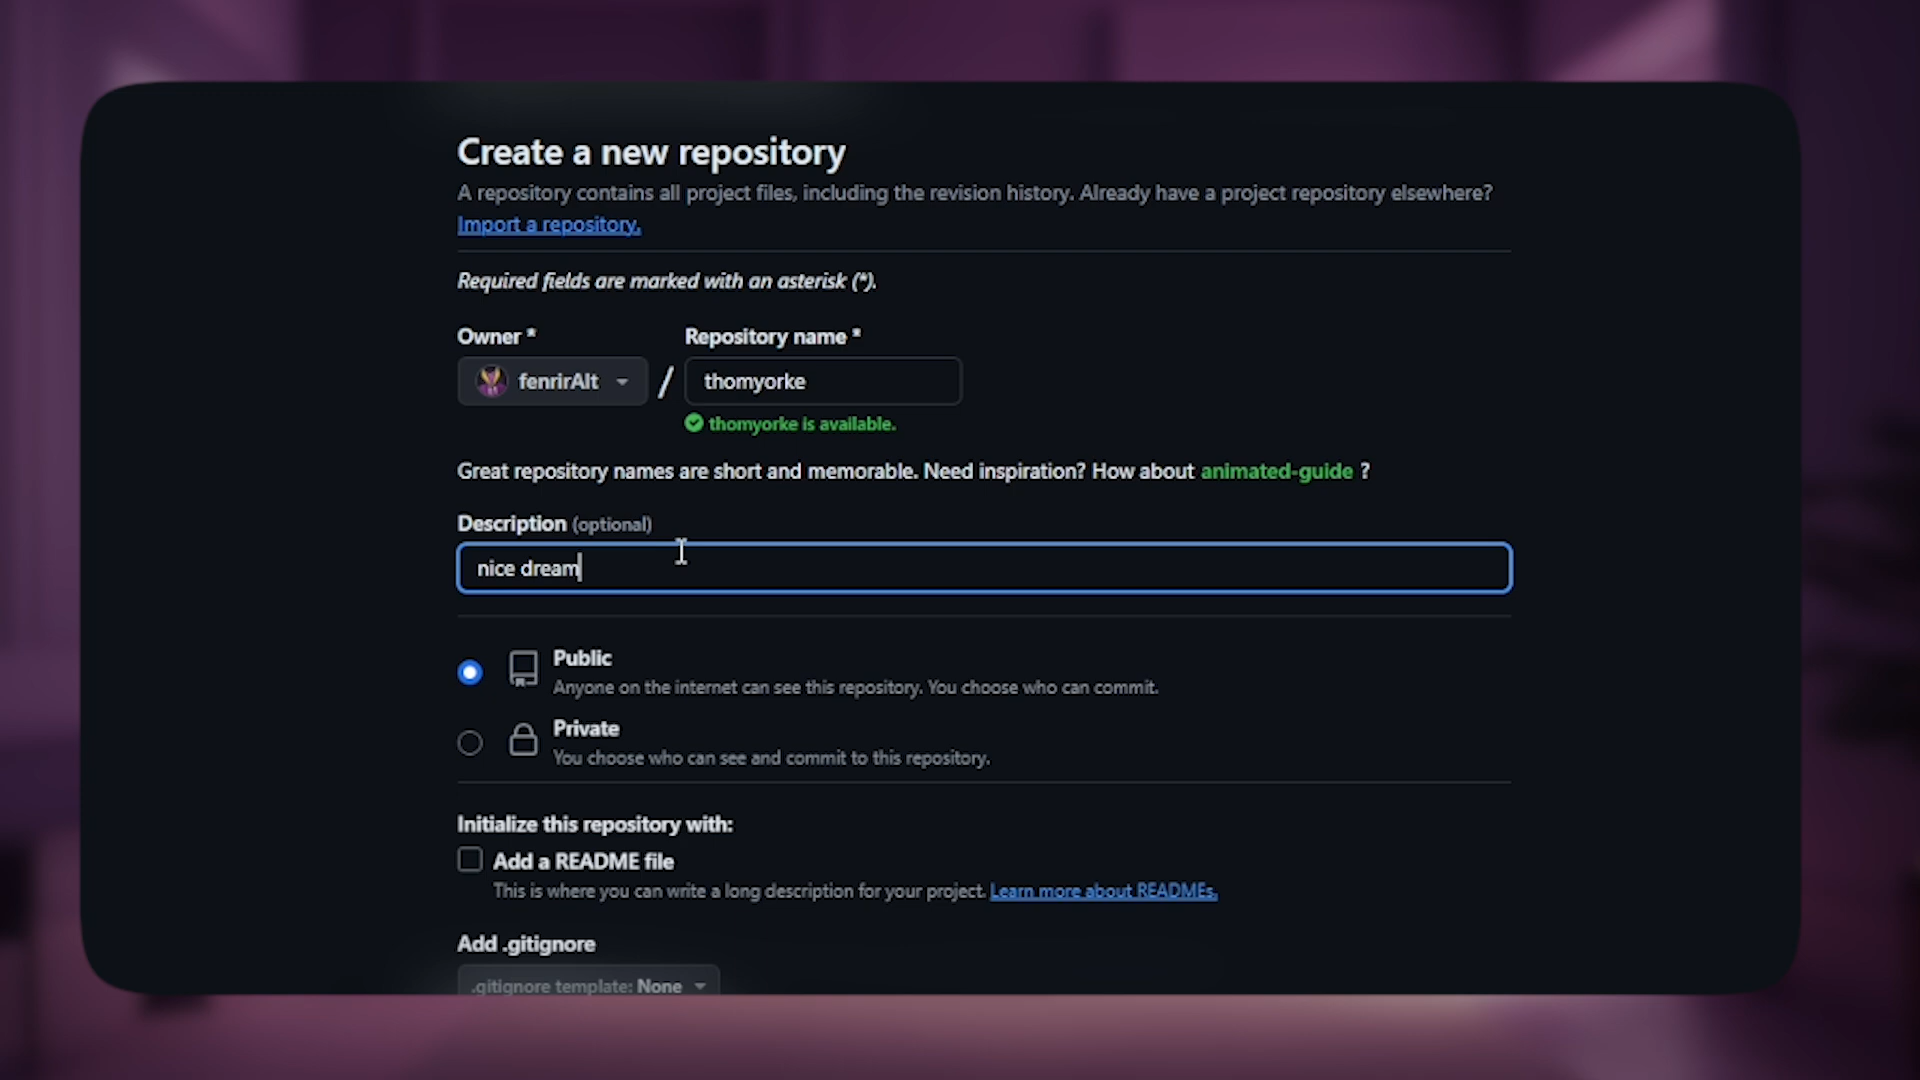 Create a new repository
A repository contains all project files, including the revision history. Already have a project repository elsewhere?
Import a repository.
Required fields are marked with an asterisk (*).
Owner *
Repository name *
fenrirAlt / thomyorke
thomyorke is available.
Great repository names are short and memorable. Need inspiration? How about animated-guide ?
Description (optional)
nice dream
Public
Anyone on the internet can see this repository. You choose who can commit.
Private
You choose who can see and commit to this repository.
Initialize this repository with:
Add a README file
This is where you can write a long description for your project. Learn more about READMEs.
Add .gitignore
.gitignore template: None